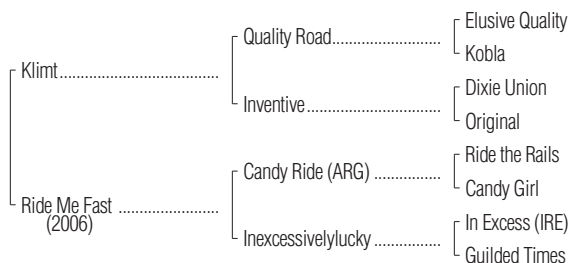 Elusive Quality
Quality Road
Kobla
Klimt
Dixie Union
Inventive
Original
Ride the Rails
Candy Ride (ARG)
Candy Girl
Ride Me Fast
(2006)
In Excess (IRE)
Inexcessivelylucky
Guilded Times